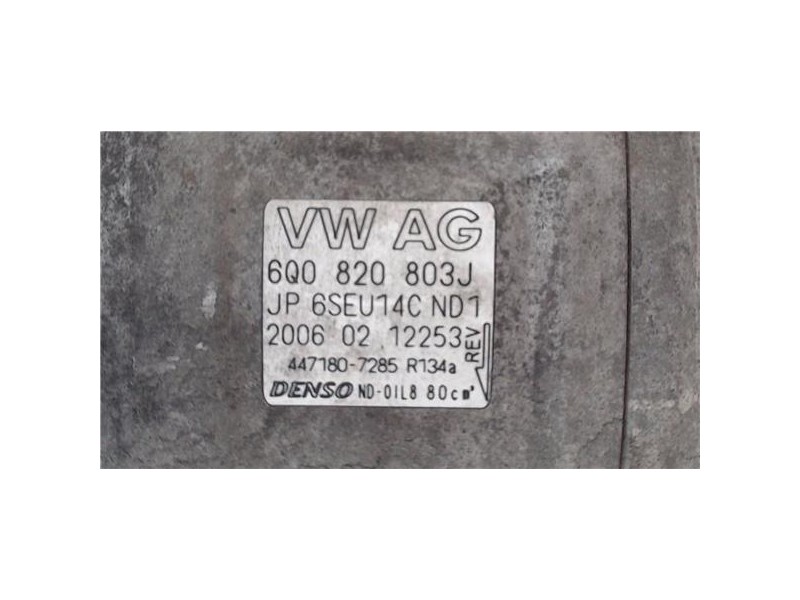 VW AG
6Q0 820 803J
JP 6SEU14C ND1
2006 02 12253
REV
447180-7285 R134a
DENSO ND-OIL8 80cm³